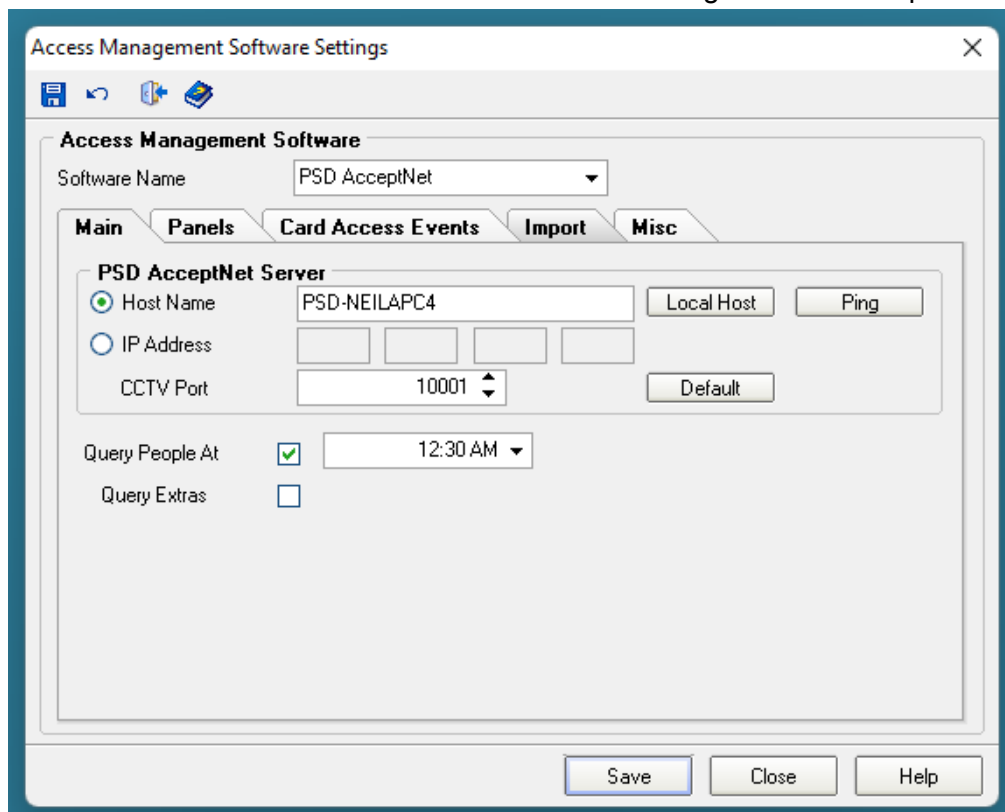 Access Management Software Settings
Access Management Software
Software Name PSD AcceptNet
Main Panels Card Access Events Import Misc
PSD AcceptNet Server
Host Name PSD-NEILAPC4 Local Host Ping
IP Address
CCTV Port 10001 Default
Query People At 12:30 AM
Query Extras
Save Close Help